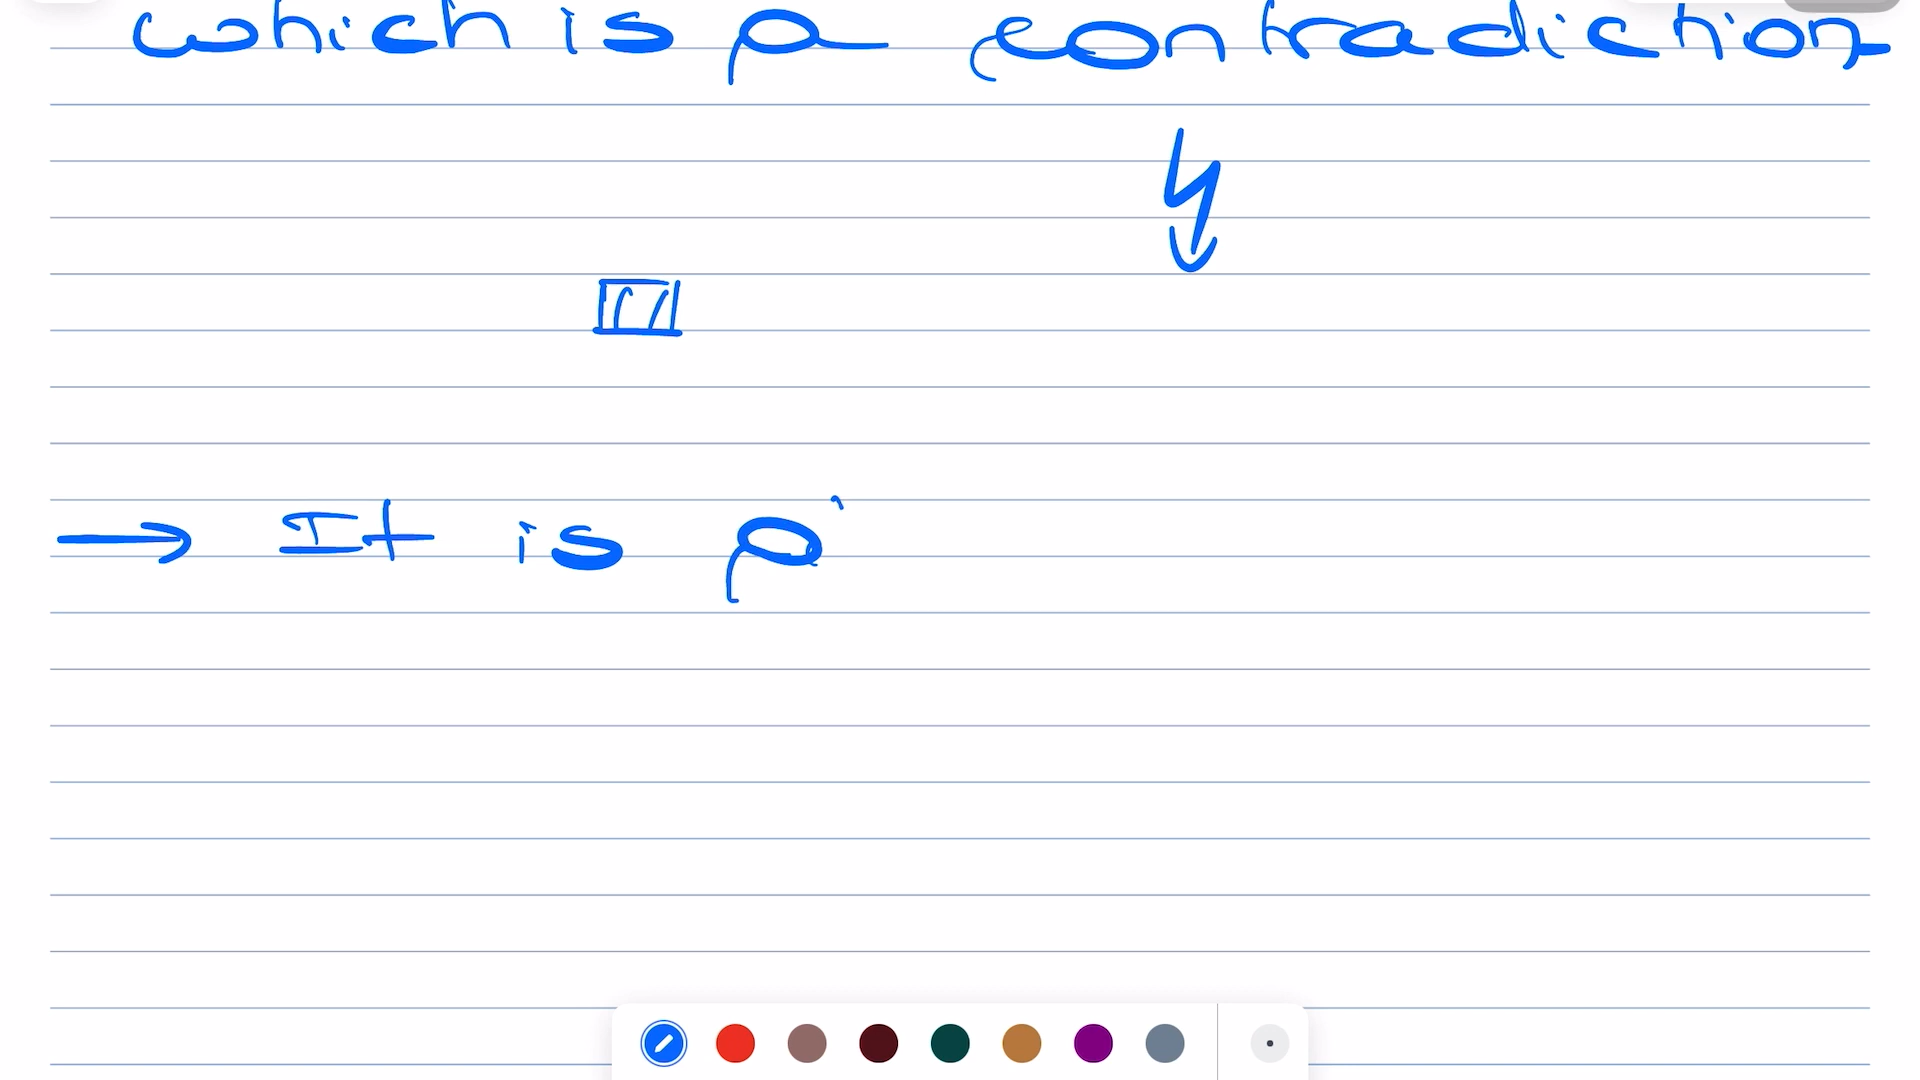 which is a contradiction
→ It is